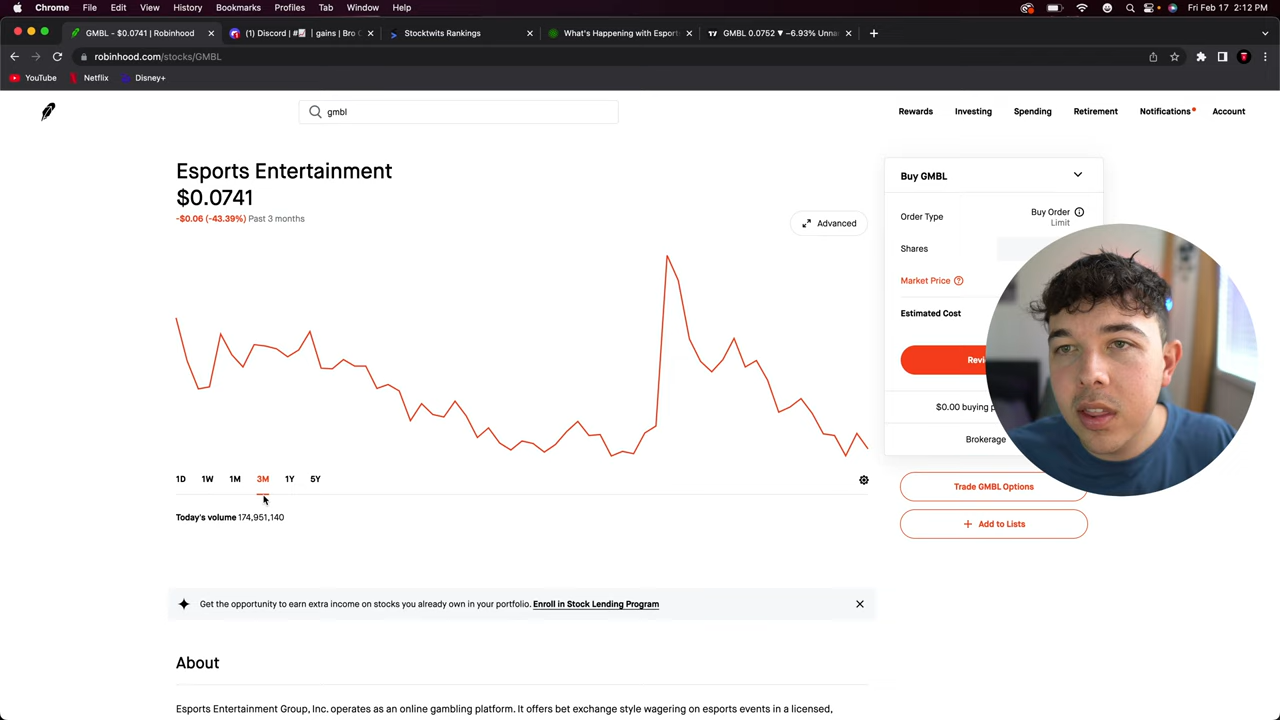 Chrome File Edit View History Bookmarks Profiles Tab Window Help Fri Feb 17 2:12 PM
GMBL - $0.0741 | Robinhood (1) Discord | #📈 | gains | Bro C Stocktwits Rankings What's Happening with Esport GMBL 0.0752 ▼ −6.93% Unna
robinhood.com/stocks/GMBL
YouTube Netflix Disney+
gmbl
Rewards Investing Spending Retirement Notifications Account
Esports Entertainment
$0.0741
-$0.06 (-43.39%) Past 3 months
Advanced
Buy GMBL
Order Type Buy Order
Limit
Shares
Market Price
Estimated Cost
$0.00 buying
Brokerage
1D 1W 1M 3M 1Y 5Y
Today's volume 174,951,140
Trade GMBL Options
+ Add to Lists
Get the opportunity to earn extra income on stocks you already own in your portfolio. Enroll in Stock Lending Program
About
Esports Entertainment Group, Inc. operates as an online gambling platform. It offers bet exchange style wagering on esports events in a licensed,